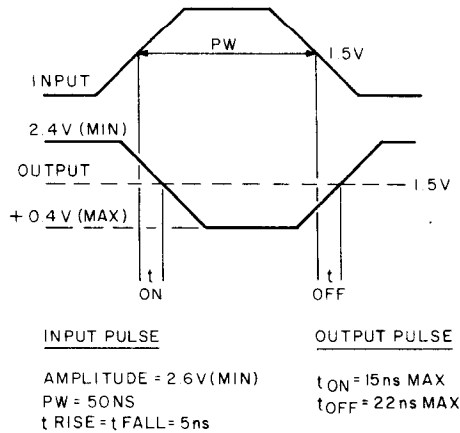 PW
1.5V
INPUT
2.4V (MIN)
OUTPUT
1.5V
+0.4V (MAX)
t
ON
t
OFF
INPUT PULSE
AMPLITUDE = 2.6V(MIN)
PW = 50NS
t RISE = t FALL = 5ns
OUTPUT PULSE
tON = 15ns MAX
tOFF = 22ns MAX